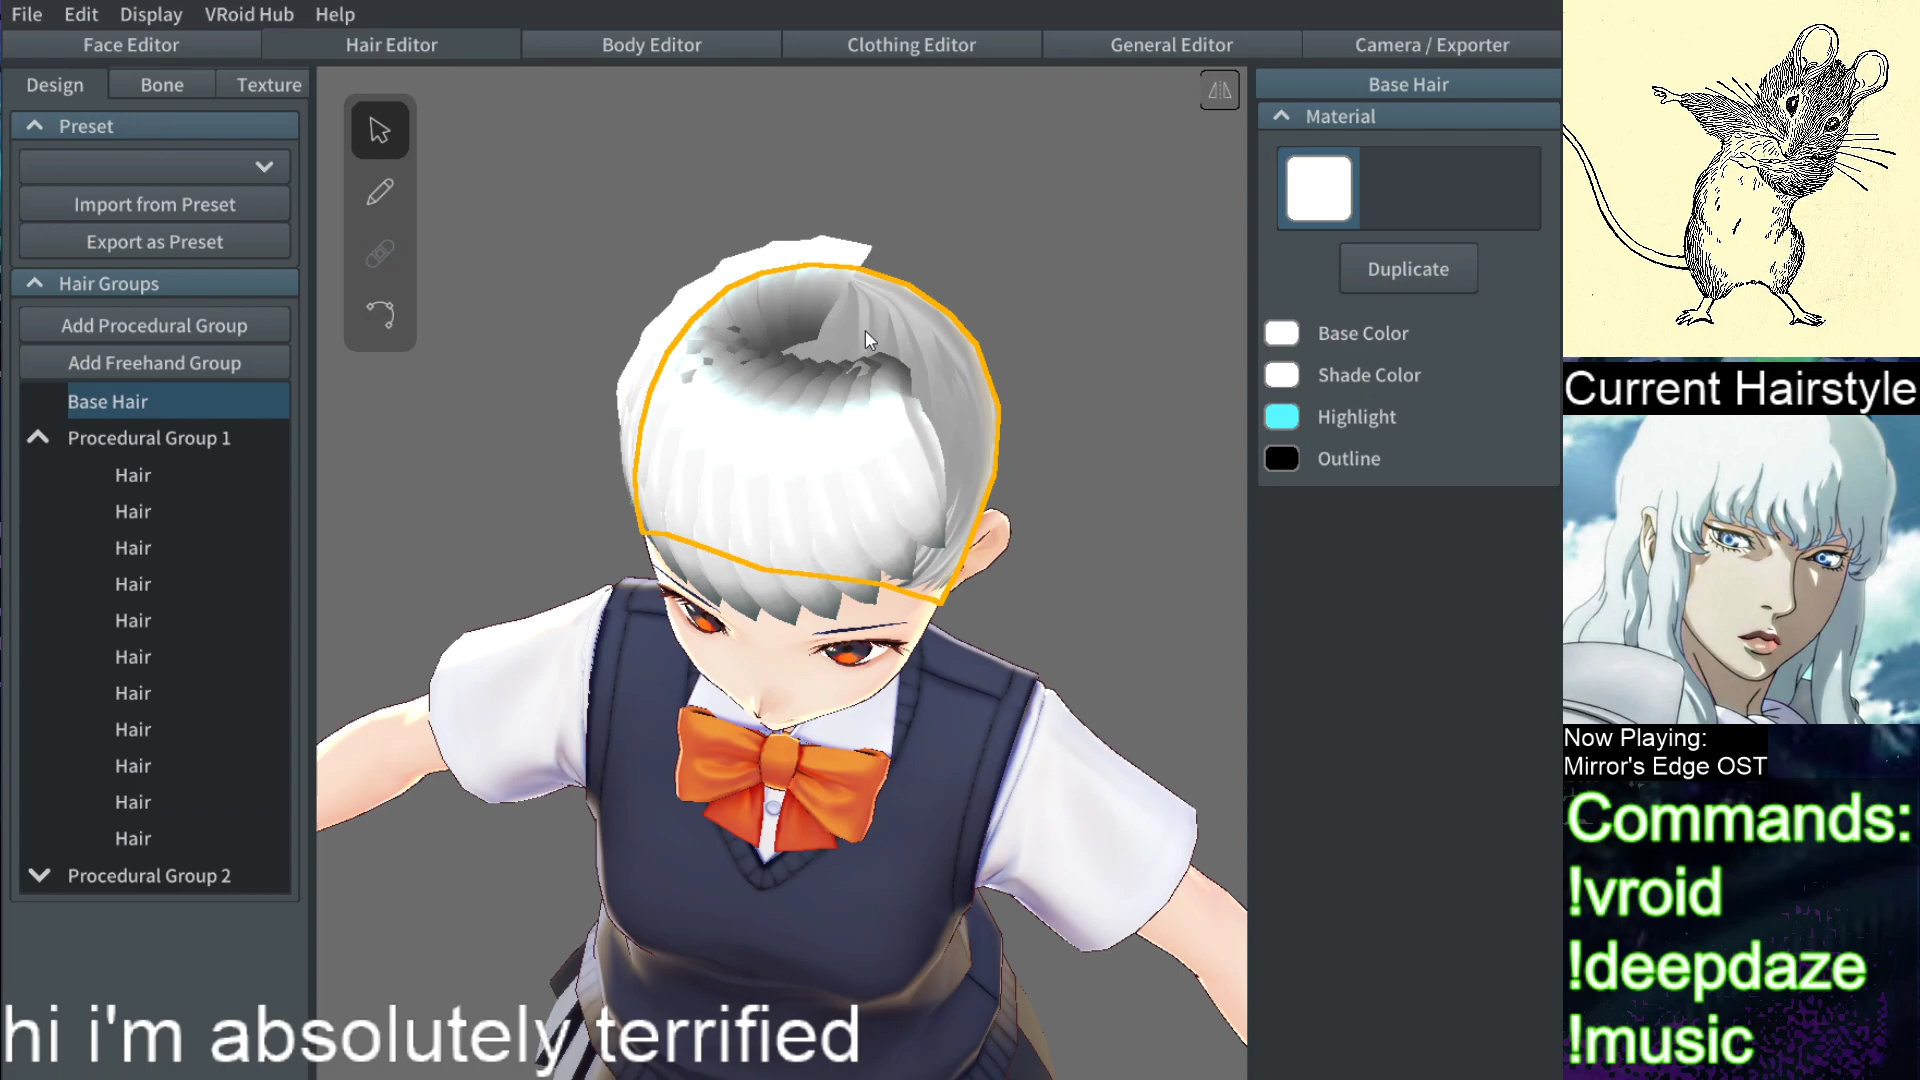 File Edit Display VRoid Hub Help
Face Editor Hair Editor Body Editor Clothing Editor General Editor Camera / Exporter
Design Bone Texture
Preset
Import from Preset
Export as Preset
Hair Groups
Add Procedural Group
Add Freehand Group
Base Hair
Procedural Group 1
Hair
Hair
Hair
Hair
Hair
Hair
Hair
Hair
Hair
Hair
Hair
Procedural Group 2
Base Hair
Material
Duplicate
Base Color
Shade Color
Highlight
Outline
Current Hairstyle
Now Playing:
Mirror's Edge OST
Commands:
!vroid
!deepdaze
!music
hi i'm absolutely terrified